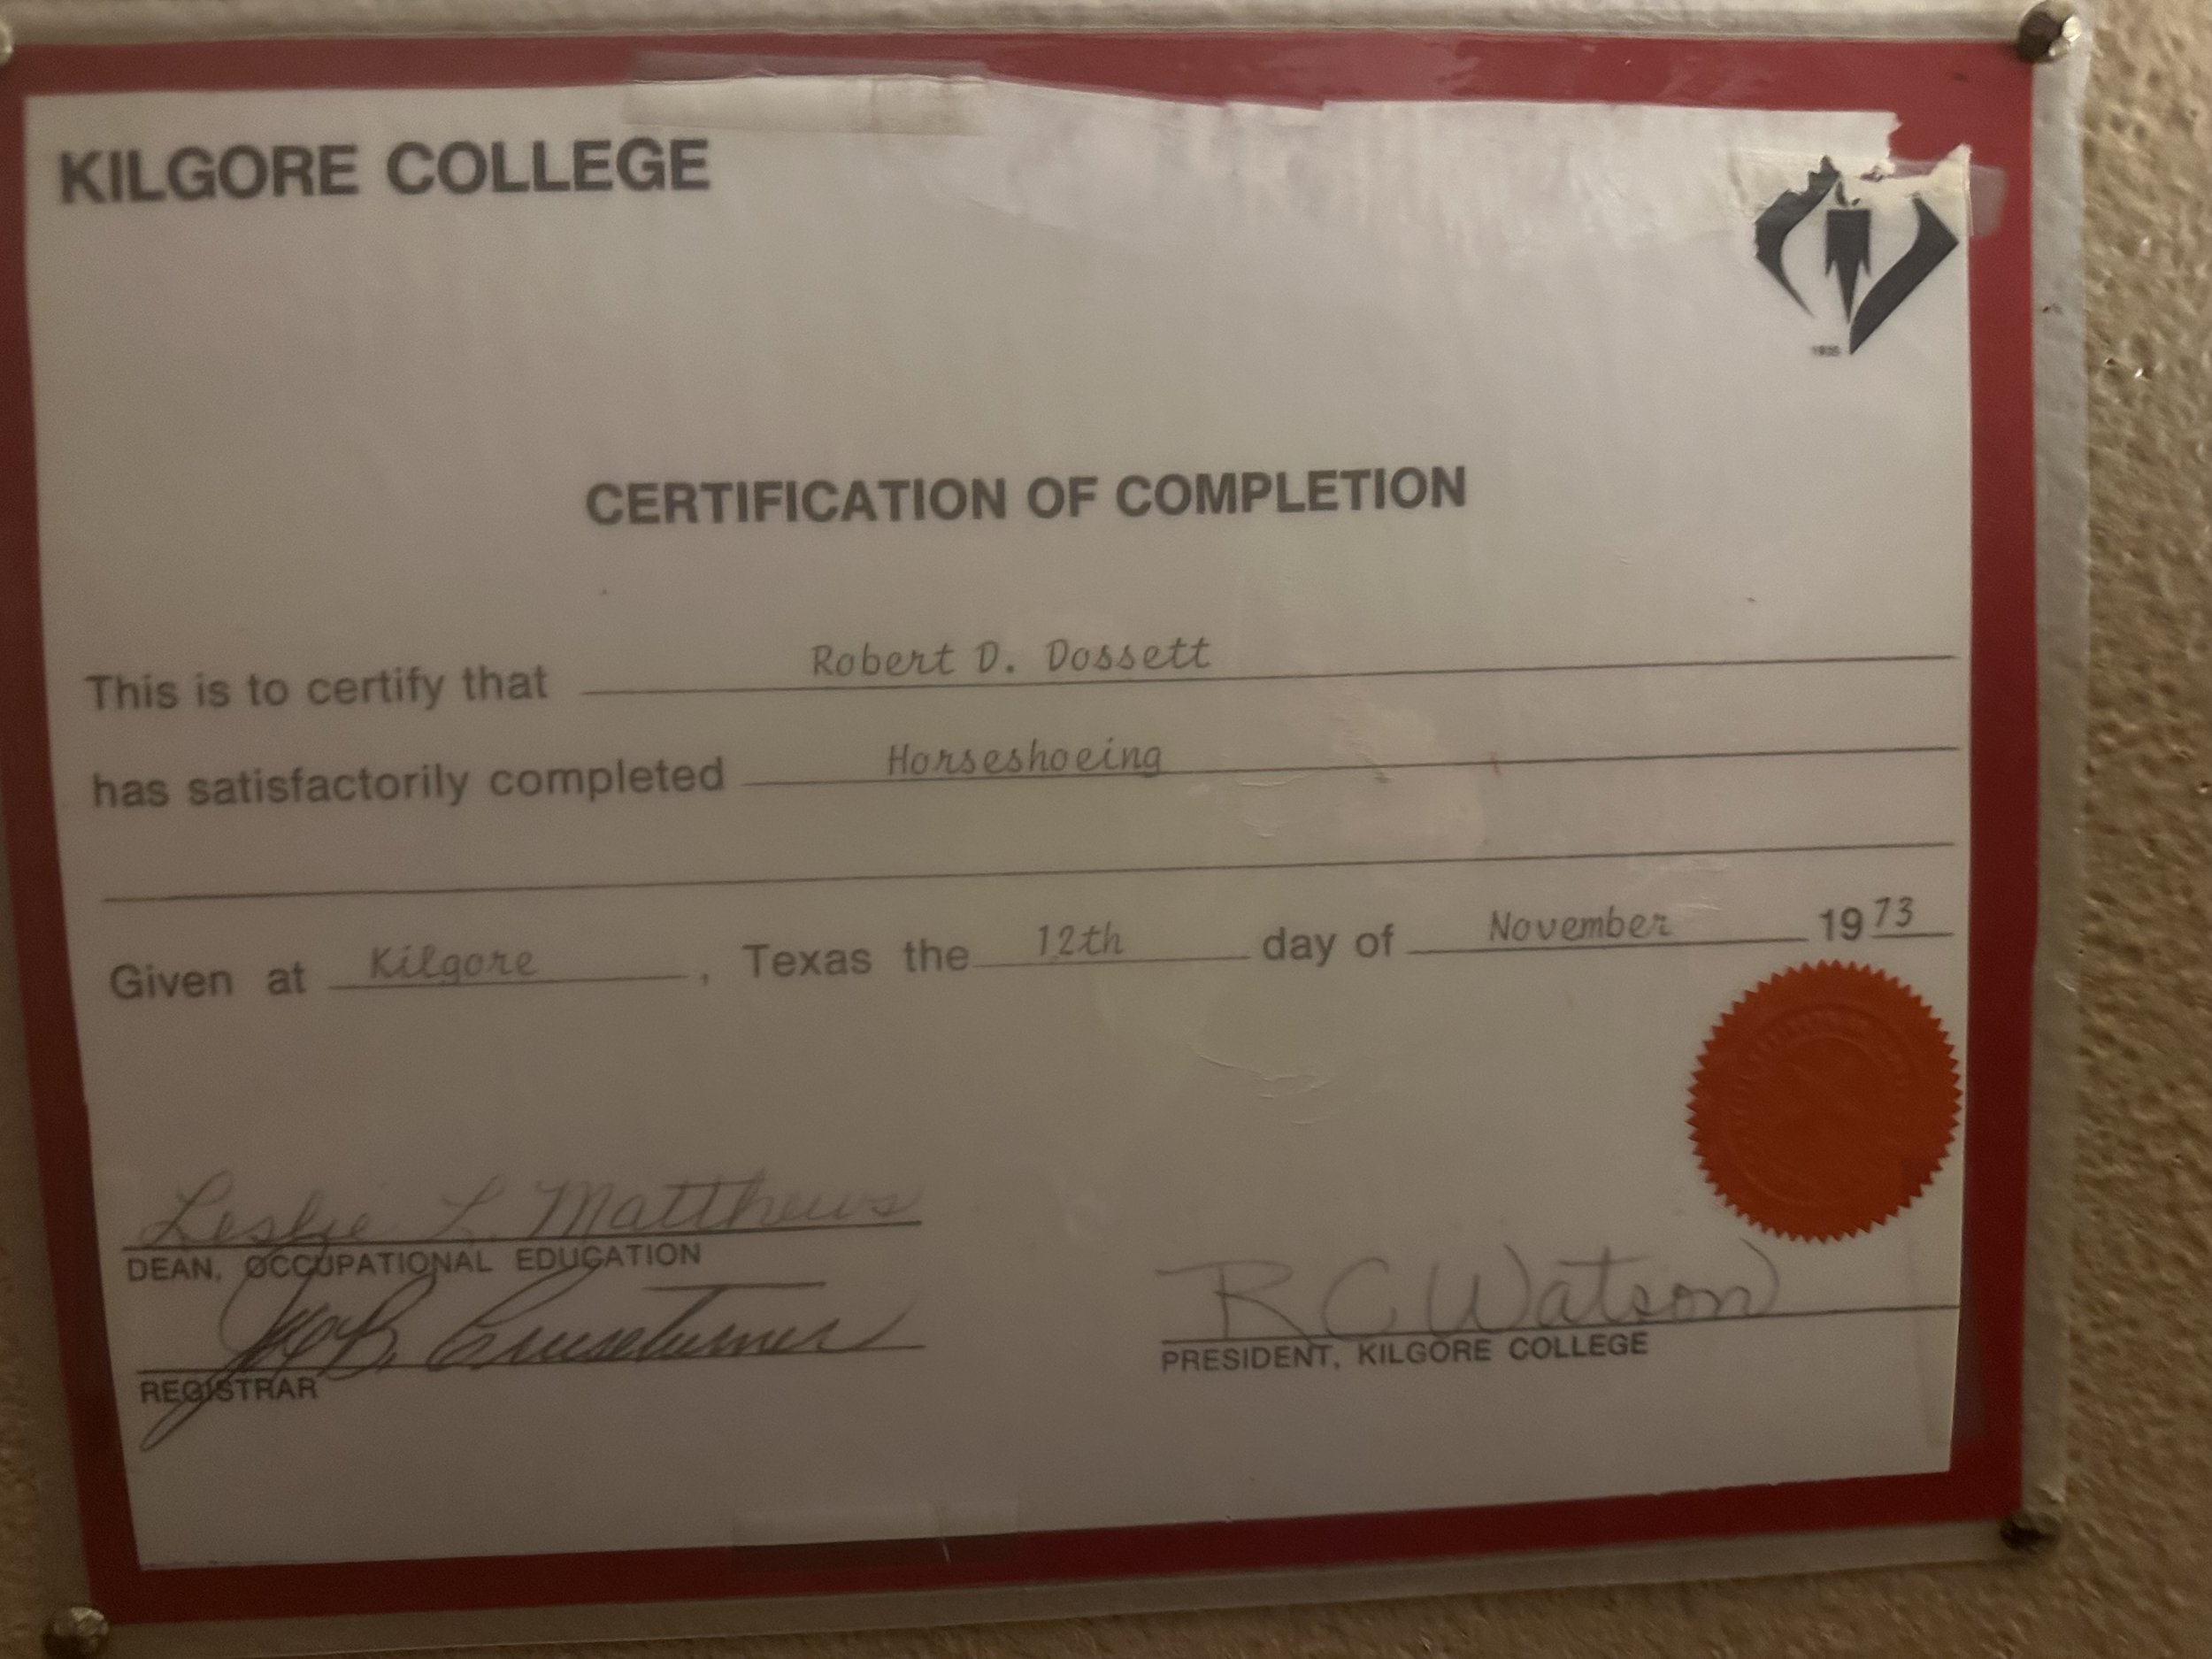 KILGORE COLLEGE
1935
CERTIFICATION OF COMPLETION
This is to certify that Robert D. Dossett
has satisfactorily completed Horseshoeing
Given at Kilgore, Texas the 12th day of November 1973
Leslie L. Matthews
DEAN, OCCUPATIONAL EDUCATION
REGISTRAR
R C Watson
PRESIDENT, KILGORE COLLEGE